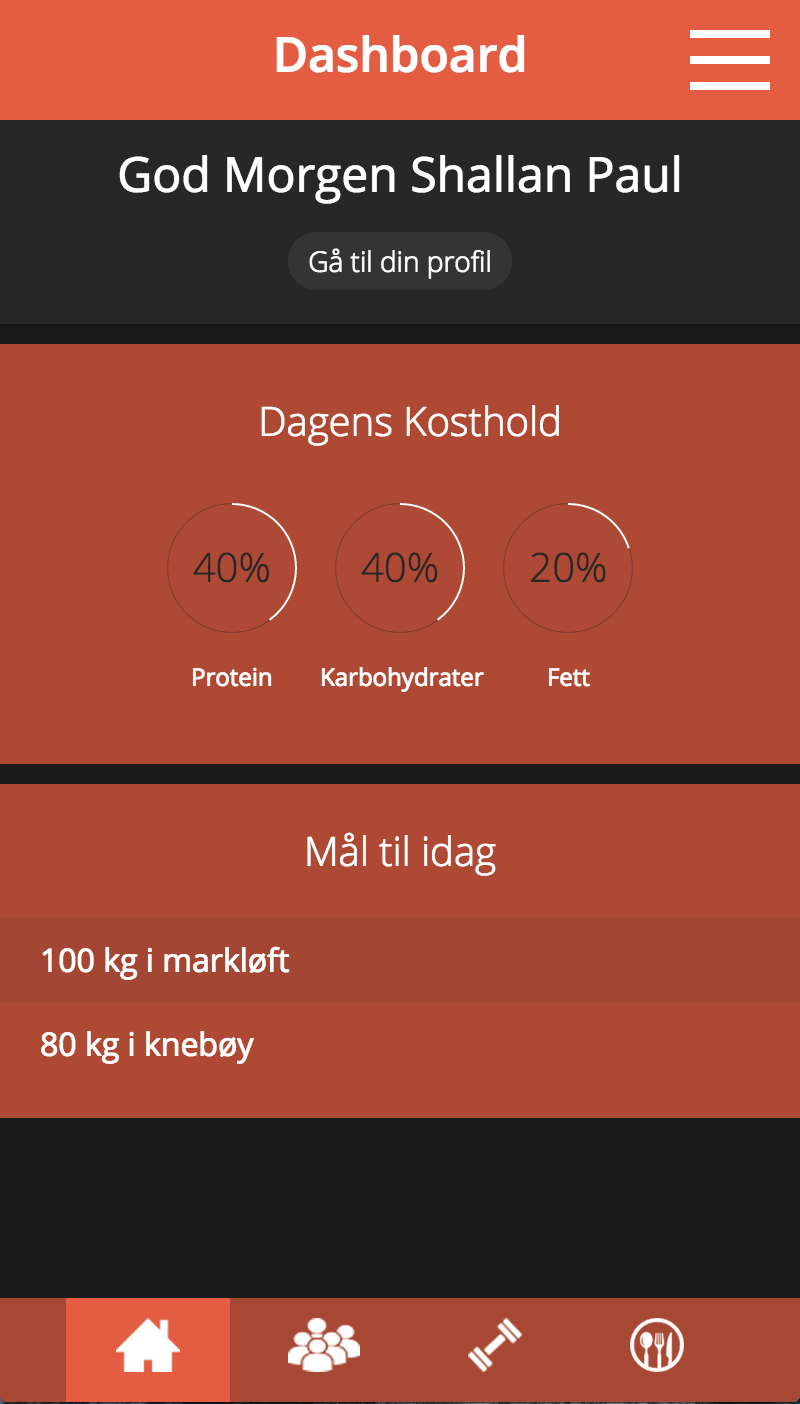 Dashboard
God Morgen Shallan Paul
Gå til din profil
Dagens Kosthold
40% 40% 20%
Protein Karbohydrater Fett
Mål til idag
100 kg i markløft
80 kg i knebøy